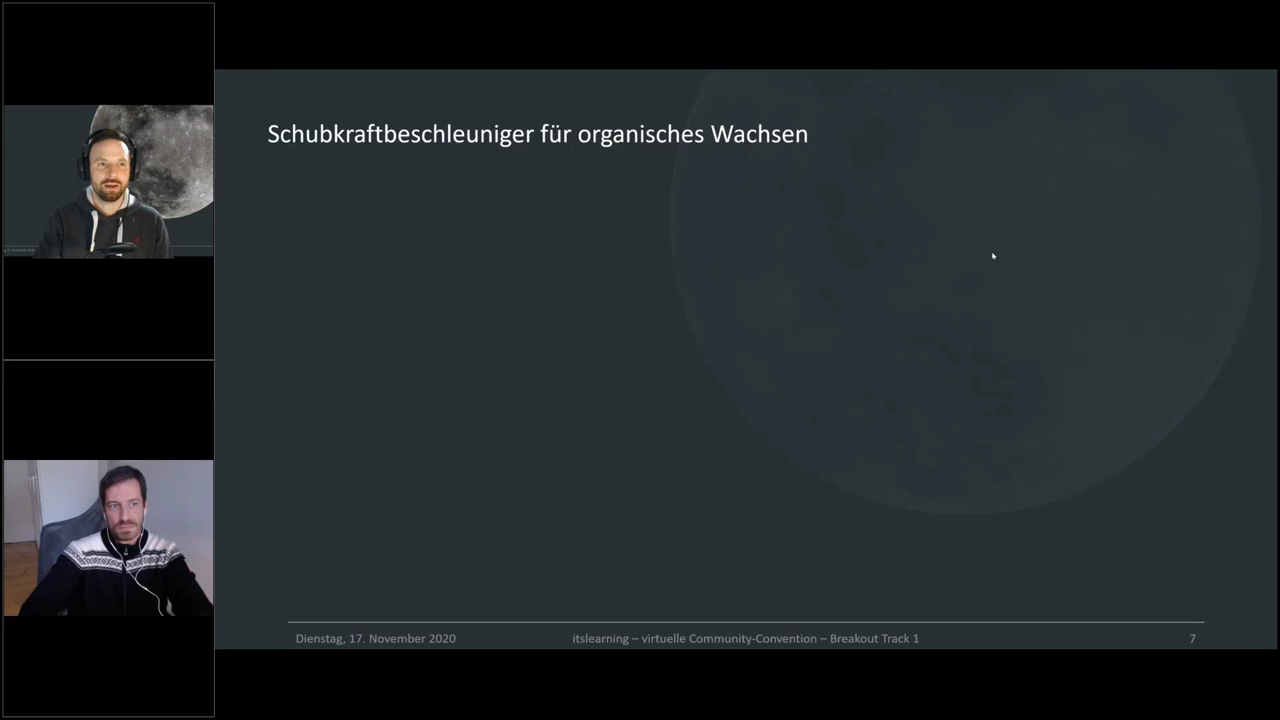 Schubkraftbeschleuniger für organisches Wachsen
Dienstag, 17. November 2020
itslearning – virtuelle Community-Convention – Breakout Track 1
7